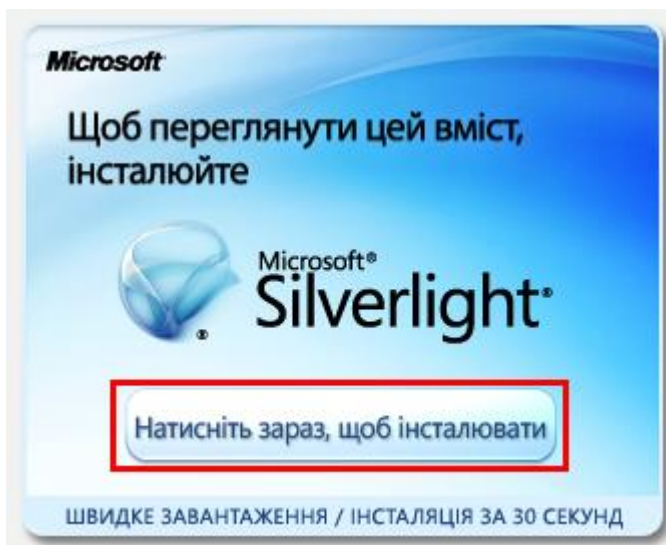 Microsoft
Щоб переглянути цей вміст,
інсталюйте
Microsoft®
Silverlight®
®
Натисніть зараз, щоб інсталювати
ШВИДКЕ ЗАВАНТАЖЕННЯ / ІНСТАЛЯЦІЯ ЗА 30 СЕКУНД